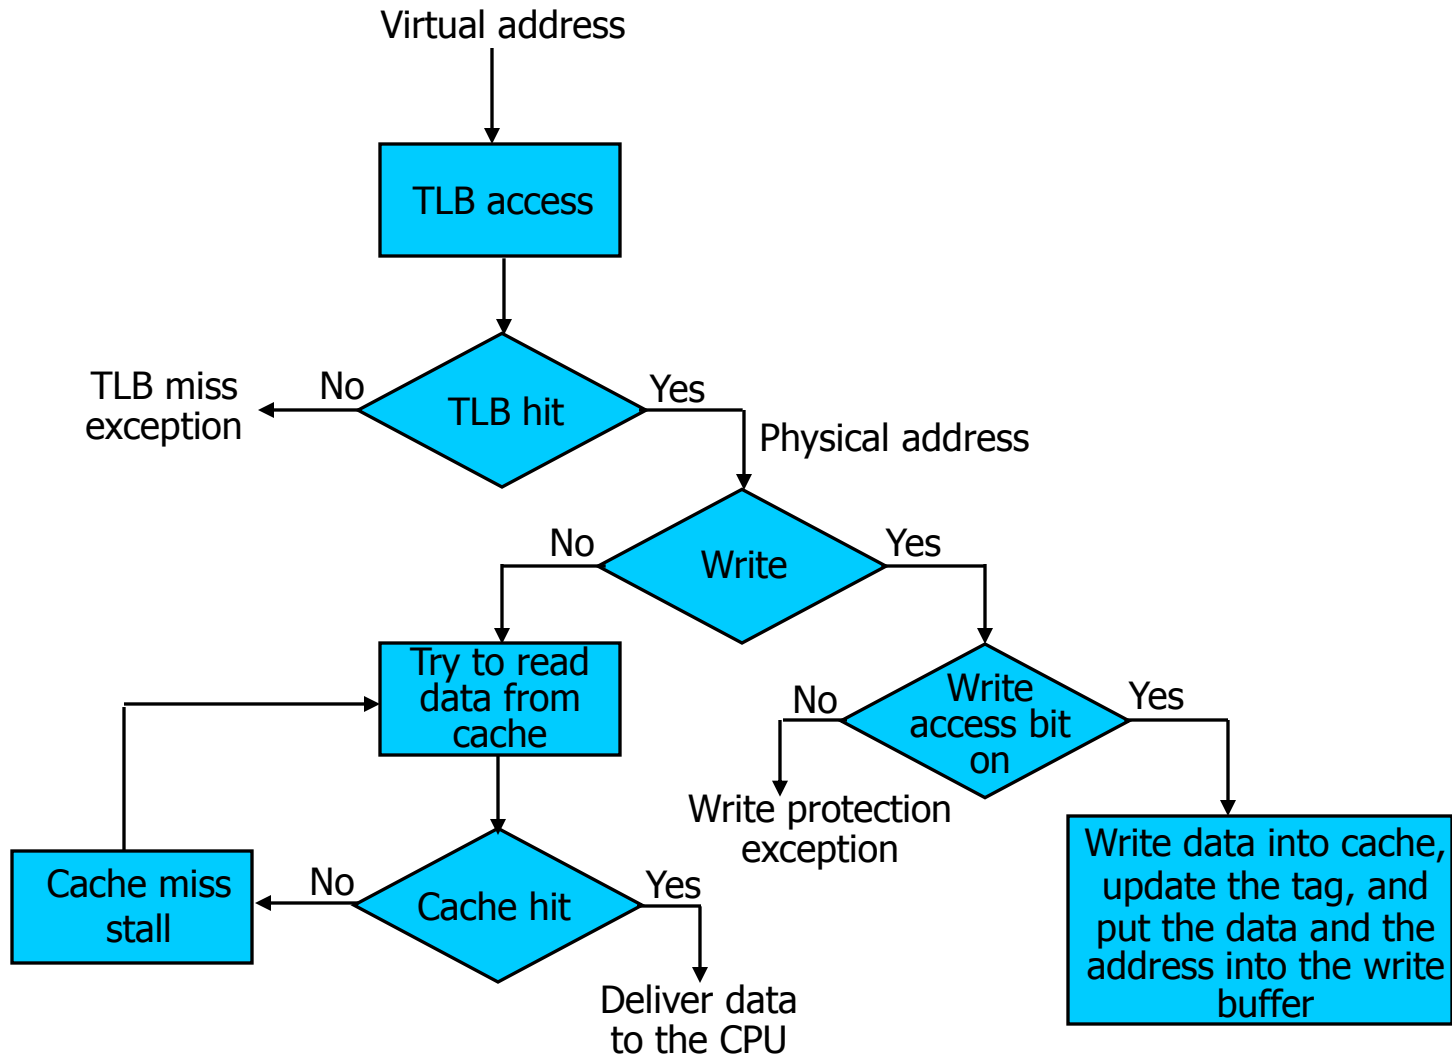 Virtual address
TLB access
TLB miss
exception
No
TLB hit
Yes
Physical address
No
Write
Yes
Try to read
data from
cache
No
Write
access bit
on
Yes
Write protection
exception
Cache miss
stall
No
Cache hit
Yes
Deliver data
to the CPU
Write data into cache,
update the tag, and
put the data and the
address into the write
buffer